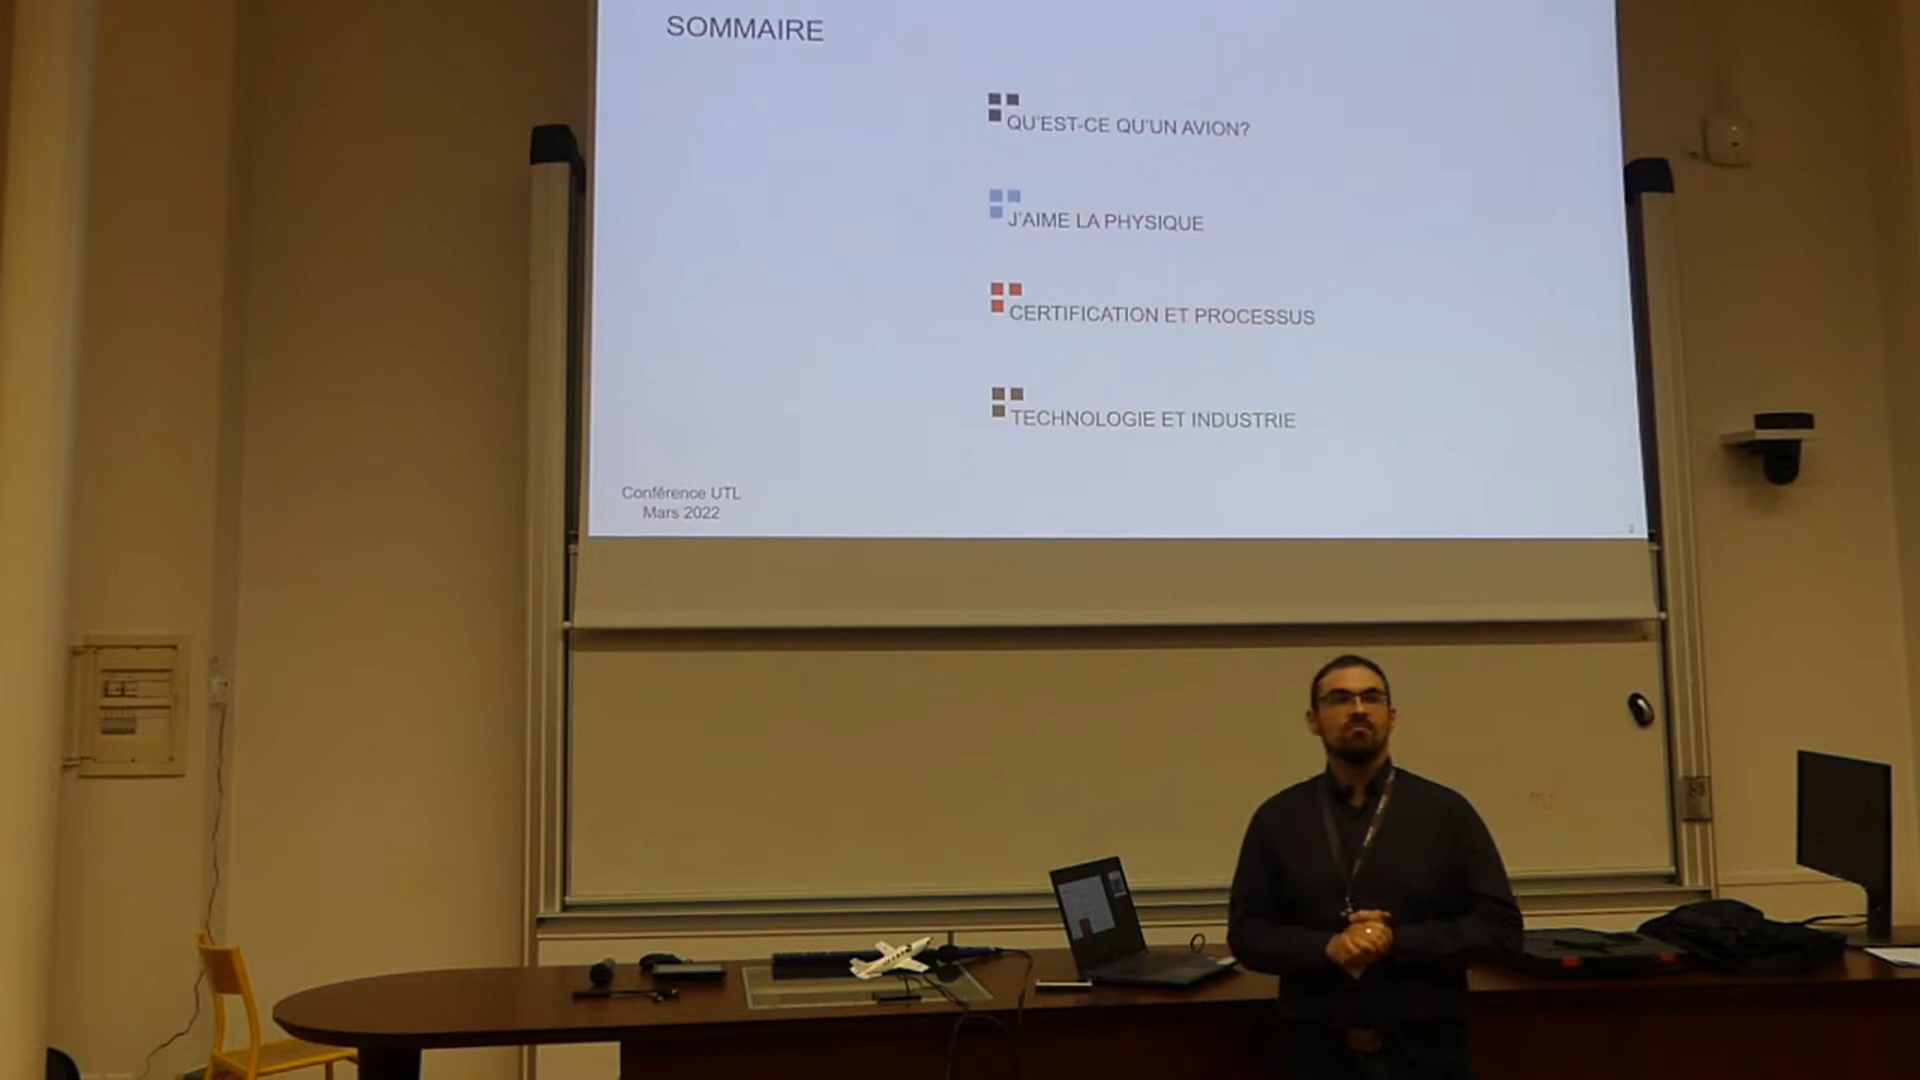 SOMMAIRE
QU'EST-CE QU'UN AVION?
J'AIME LA PHYSIQUE
CERTIFICATION ET PROCESSUS
TECHNOLOGIE ET INDUSTRIE
Conférence UTL
Mars 2022
2